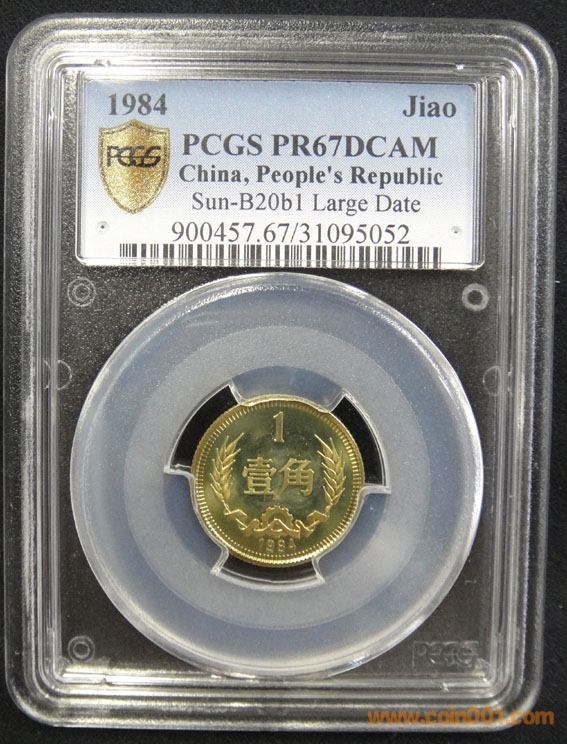 1984 Jiao
PCGS
PCGS PR67DCAM
China, People's Republic
Sun-B20b1 Large Date
900457.67/31095052
1
壹角
1984
PCGS
www.coin001.com